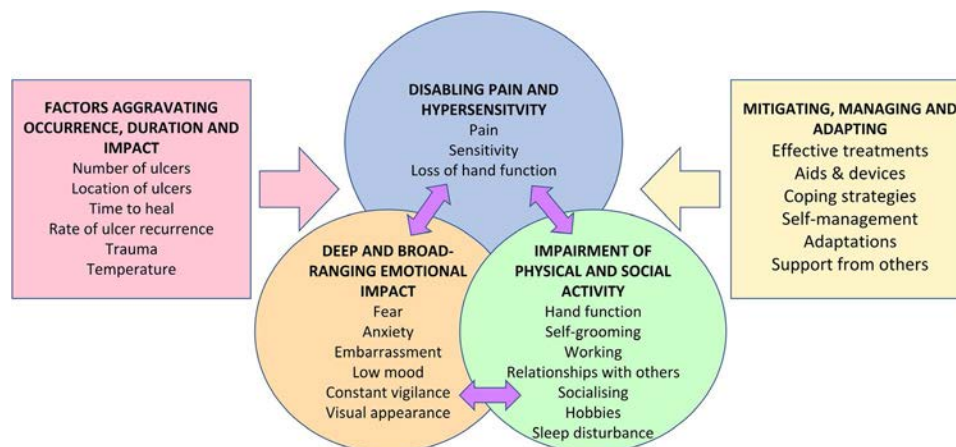 FACTORS AGGRAVATING
OCCURRENCE, DURATION AND
IMPACT
Number of ulcers
Location of ulcers
Time to heal
Rate of ulcer recurrence
Trauma
Temperature
DISABLING PAIN AND
HYPERSENSITVITY
Pain
Sensitivity
Loss of hand function
MITIGATING, MANAGING AND
ADAPTING
Effective treatments
Aids & devices
Coping strategies
Self-management
Adaptations
Support from others
DEEP AND BROAD-
RANGING EMOTIONAL
IMPACT
Fear
Anxiety
Embarrassment
Low mood
Constant vigilance
Visual appearance
IMPAIRMENT OF
PHYSICAL AND SOCIAL
ACTIVITY
Hand function
Self-grooming
Working
Relationships with others
Socialising
Hobbies
Sleep disturbance